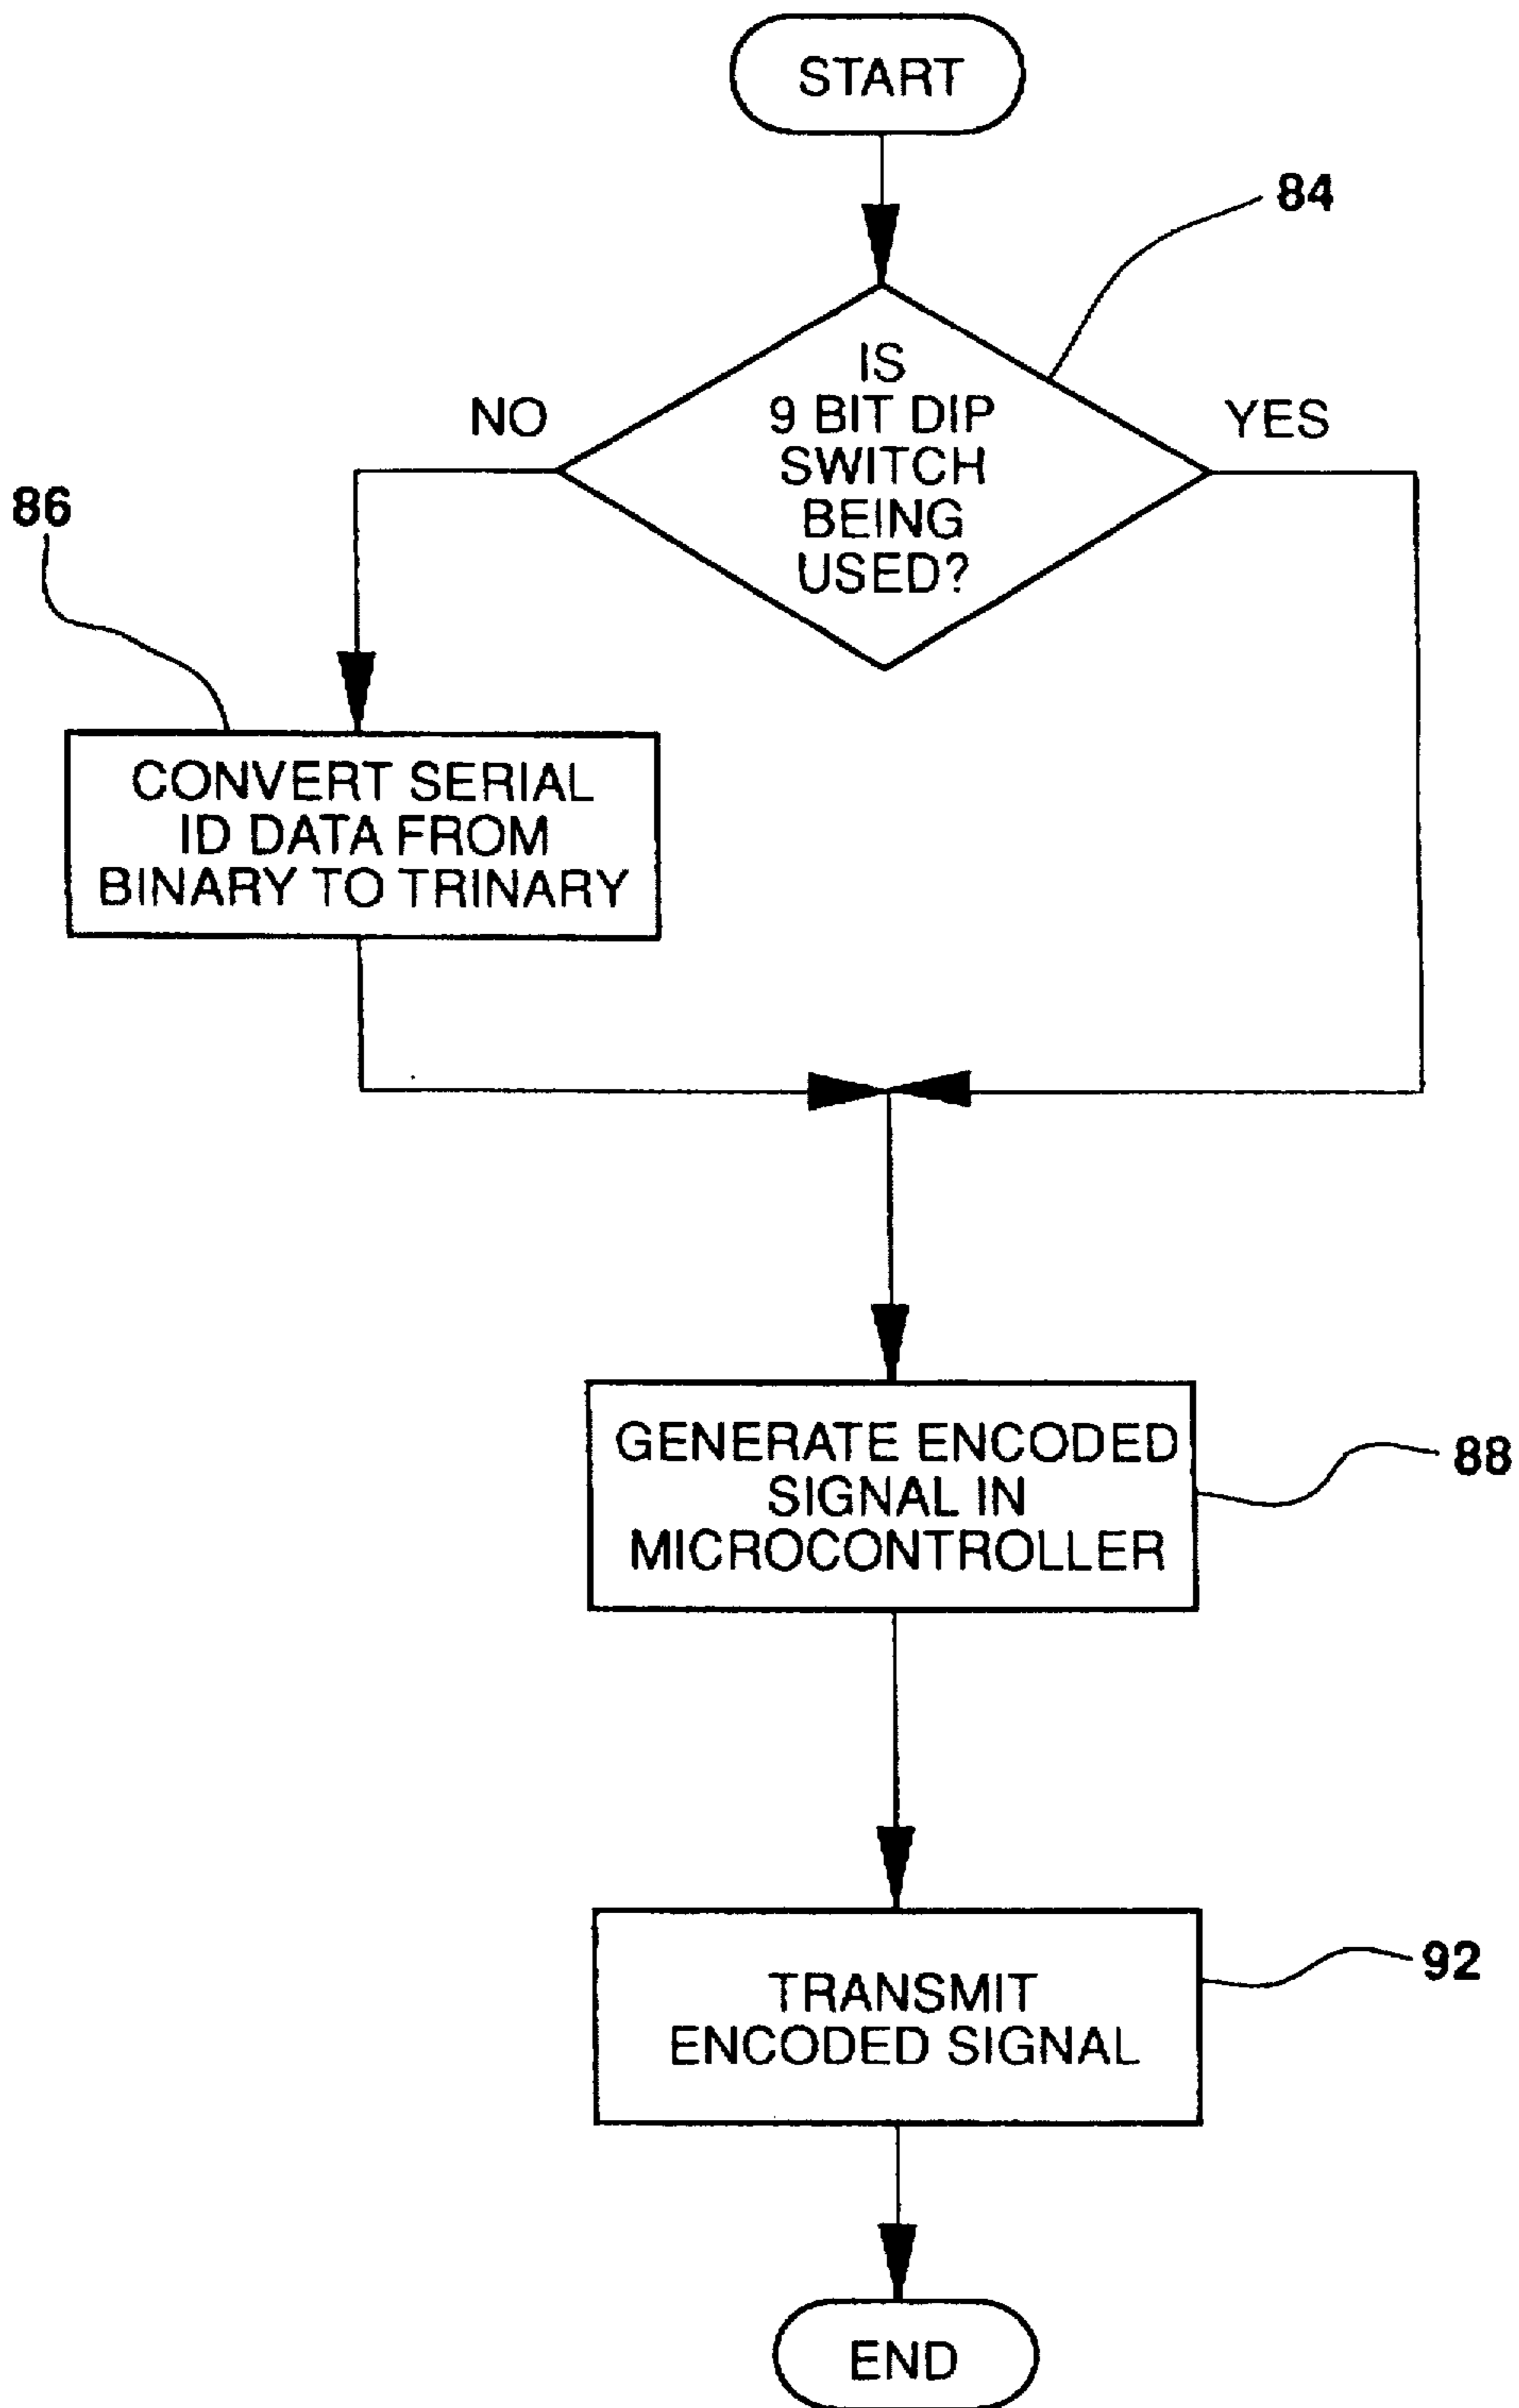 START
84
IS
9 BIT DIP
SWITCH
BEING
USED?
NO
YES
86
CONVERT SERIAL
ID DATA FROM
BINARY TO TRINARY
GENERATE ENCODED
SIGNAL IN
MICROCONTROLLER
88
TRANSMIT
ENCODED SIGNAL
92
END